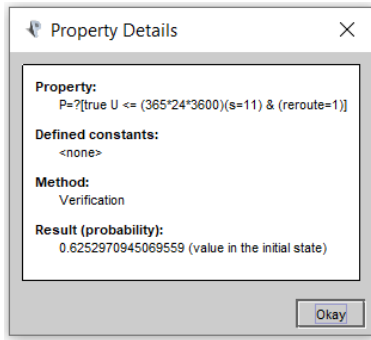 Property Details
Property:
P=?[true U <= (365*24*3600)(s=11) & (reroute=1)]
Defined constants:
<none>
Method:
Verification
Result (probability):
0.6252970945069559 (value in the initial state)
Okay